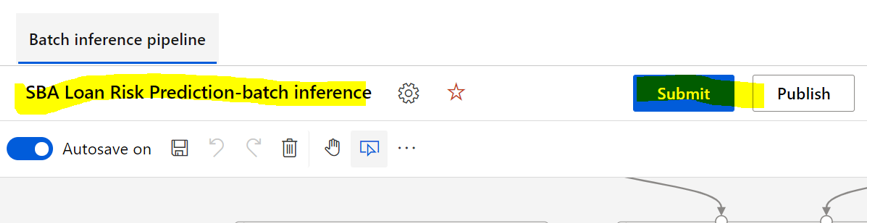 Batch inference pipeline
SBA Loan Risk Prediction-batch inference
Submit
Publish
Autosave on